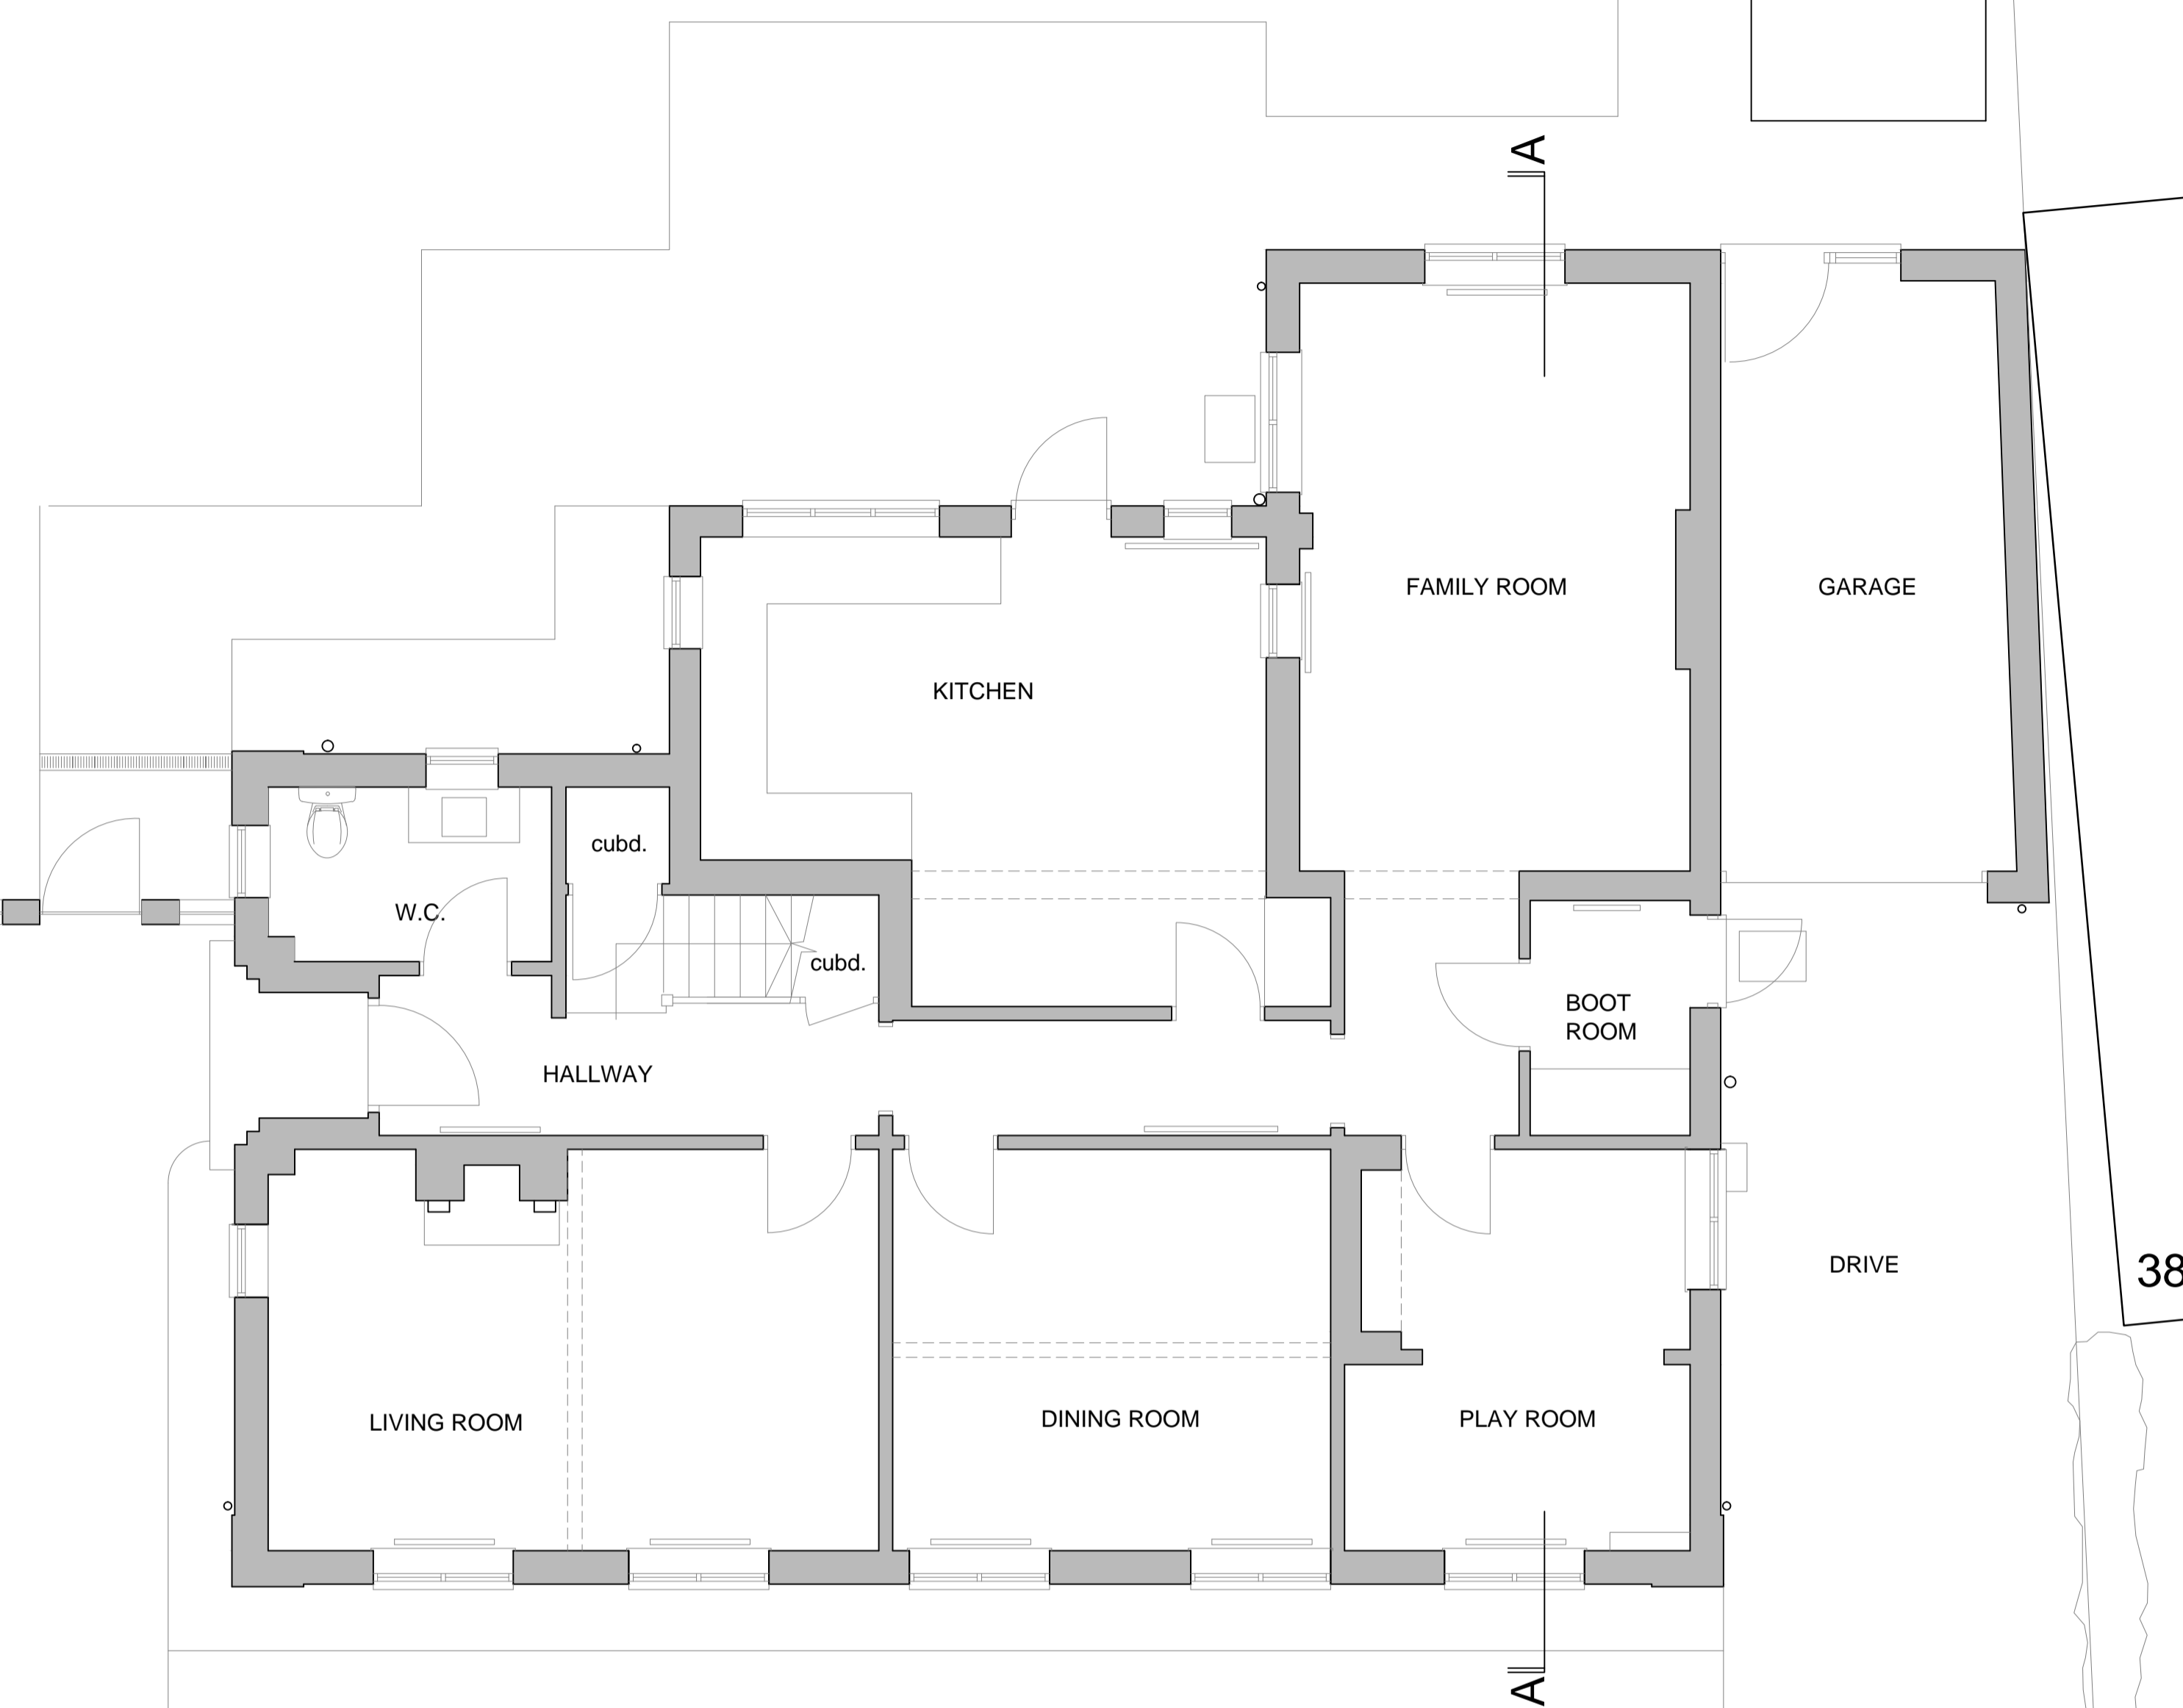 A
FAMILY ROOM
GARAGE
KITCHEN
cubd.
W.C.
cubd.
BOOT
ROOM
HALLWAY
DRIVE
38
LIVING ROOM
DINING ROOM
PLAY ROOM
A